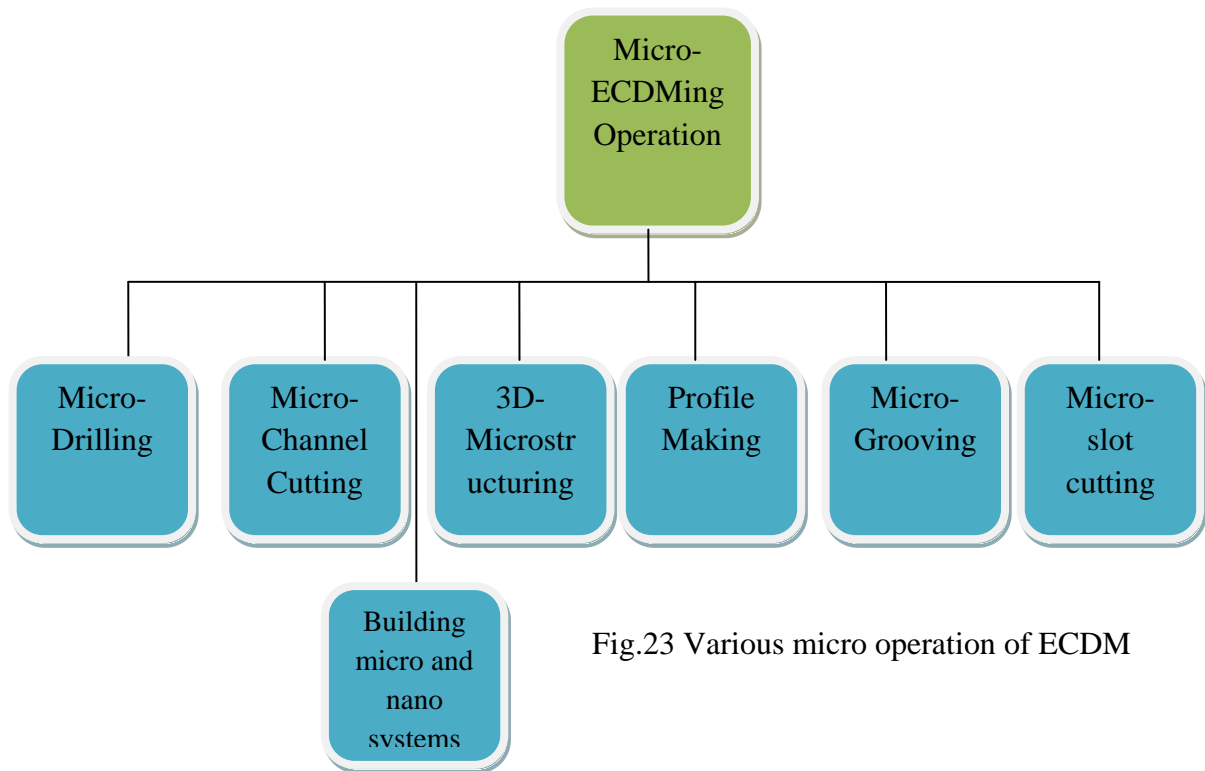 Micro-
ECDMing
Operation
Micro-
Drilling
Micro-
Channel
Cutting
3D-
Microstr
ucturing
Profile
Making
Micro-
Grooving
Micro-
slot
cutting
Building
micro and
nano
systems
Fig.23 Various micro operation of ECDM